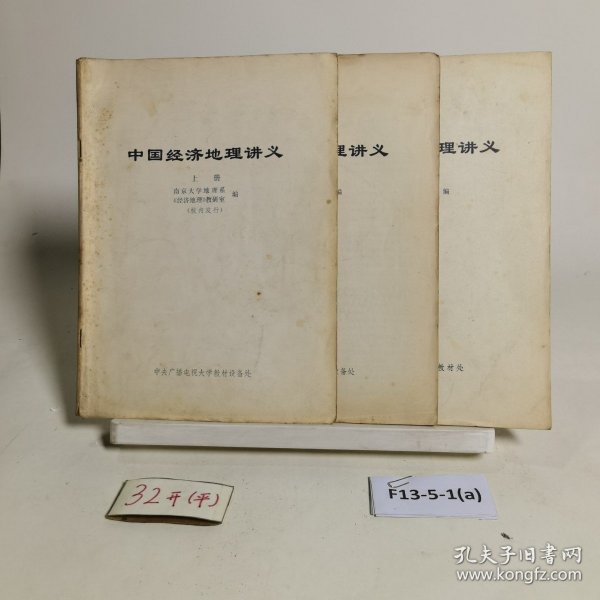 中国经济地理讲义
上 册
南京大学地理系
《经济地理》教研室
编
(校内发行)
中央广播电视大学教材设备处
理讲义
编
设备处
理讲义
编
教材处
32开(平)
F13-5-1(a)
孔夫子旧书网
www.kongfz.com